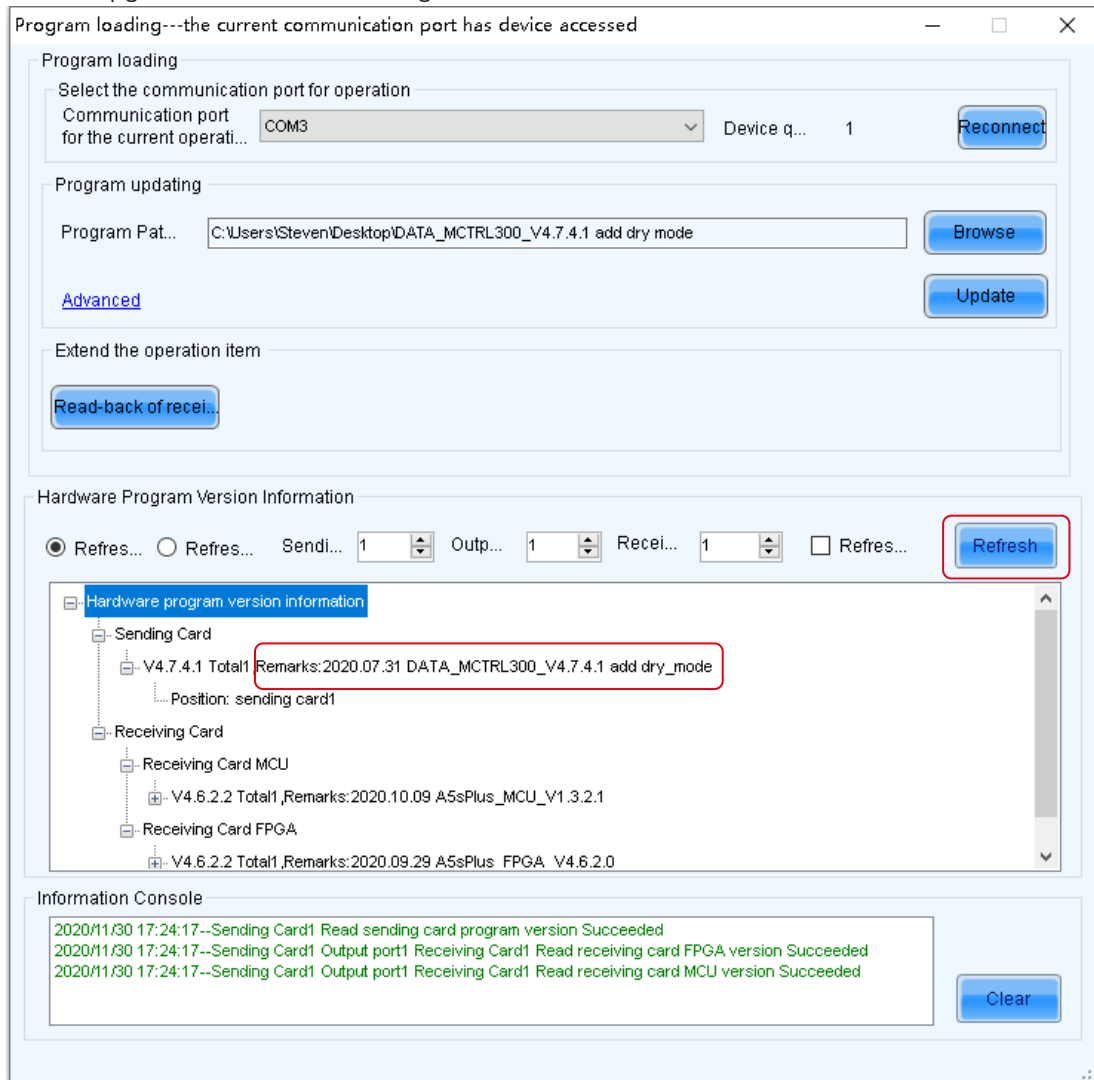 Program loading---the current communication port has device accessed
Program loading
Select the communication port for operation
Communication port
for the current operati...
COM3
Device q...
1
Reconnect
Program updating
Program Pat...
C:\Users\Steven\Desktop\DATA_MCTRL300_V4.7.4.1 add dry mode
Browse
Advanced
Update
Extend the operation item
Read-back of recei...
Hardware Program Version Information
Refres...
Refres...
Sendi...
1
Outp...
1
Recei...
1
Refres...
Refresh
Hardware program version information
Sending Card
V4.7.4.1 Total1 ,Remarks:2020.07.31 DATA_MCTRL300_V4.7.4.1 add dry_mode
Position: sending card1
Receiving Card
Receiving Card MCU
V4.6.2.2 Total1 ,Remarks:2020.10.09 A5sPlus_MCU_V1.3.2.1
Receiving Card FPGA
V4.6.2.2 Total1 ,Remarks:2020.09.29 A5sPlus_FPGA_V4.6.2.0
Information Console
2020/11/30 17:24:17--Sending Card1 Read sending card program version Succeeded
2020/11/30 17:24:17--Sending Card1 Output port1 Receiving Card1 Read receiving card FPGA version Succeeded
2020/11/30 17:24:17--Sending Card1 Output port1 Receiving Card1 Read receiving card MCU version Succeeded
Clear